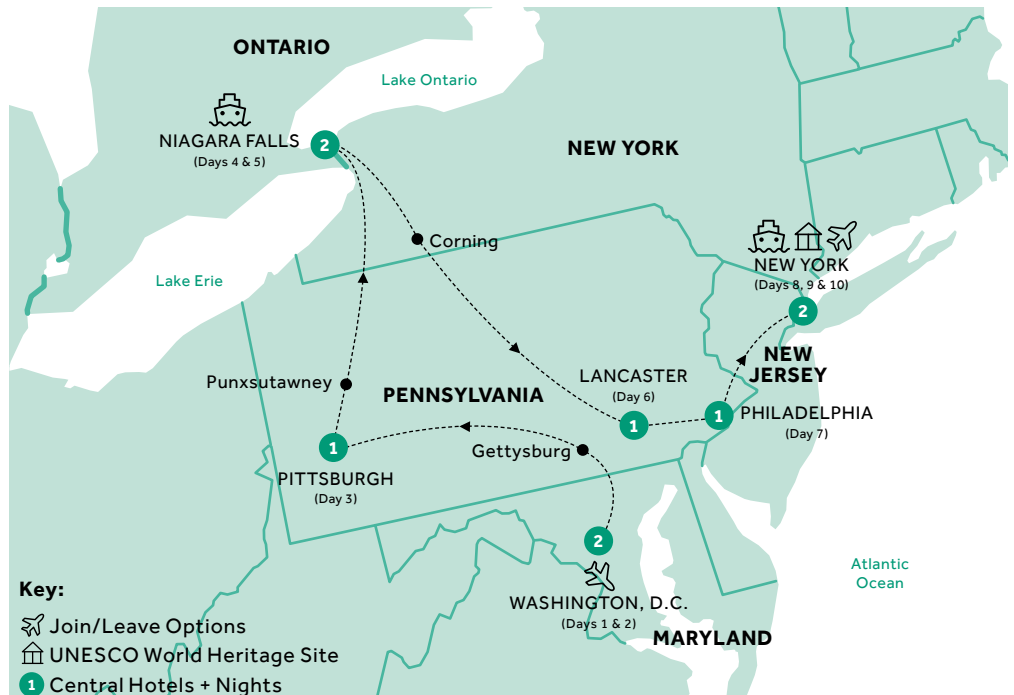 ONTARIO
Lake Ontario
NIAGARA FALLS
(Days 4 & 5)
2
NEW YORK
Corning
NEW YORK
(Days 8, 9 & 10)
2
Lake Erie
NEW
JERSEY
Punxsutawney
PENNSYLVANIA
LANCASTER
(Day 6)
1
1
PHILADELPHIA
(Day 7)
1
PITTSBURGH
(Day 3)
Gettysburg
2
WASHINGTON, D.C.
(Days 1 & 2)
MARYLAND
Atlantic
Ocean
Key:
Join/Leave Options
UNESCO World Heritage Site
1 Central Hotels + Nights